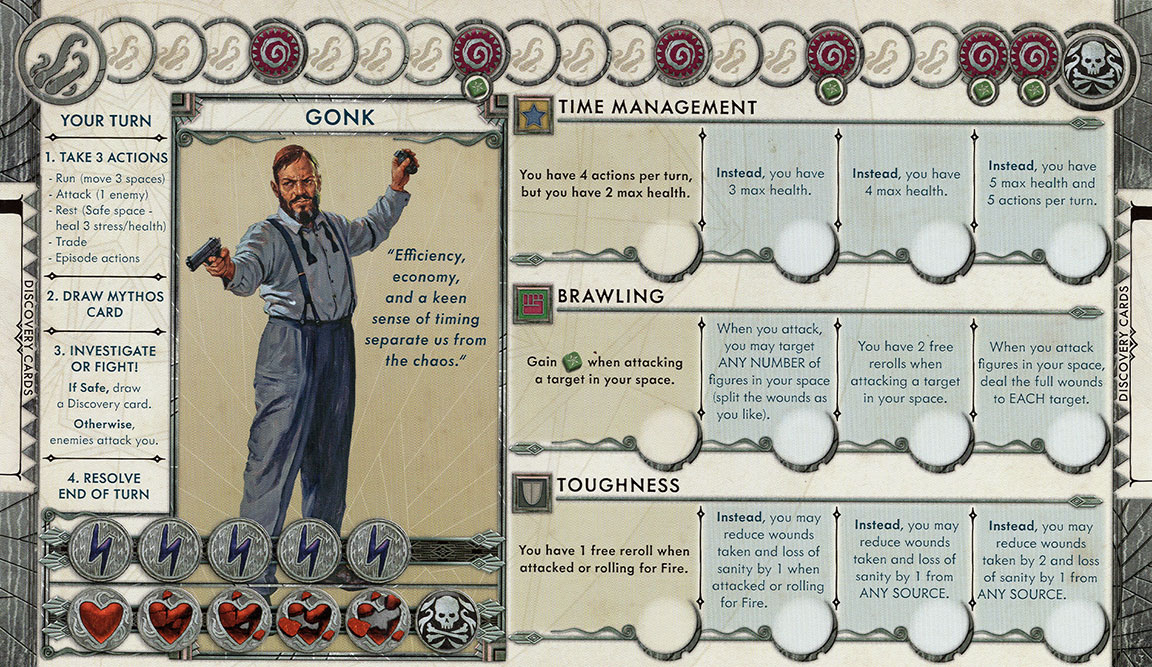 YOUR TURN
1. TAKE 3 ACTIONS
- Run (move 3 spaces)
- Attack (1 enemy)
- Rest (Safe space -
heal 3 stress/health)
- Trade
- Episode actions
2. DRAW MYTHOS
CARD
3. INVESTIGATE
OR FIGHT!
If Safe, draw
a Discovery card.
Otherwise,
enemies attack you.
4. RESOLVE
END OF TURN
DISCOVERY CARDS
GONK
“Efficiency,
economy,
and a keen
sense of timing
separate us from
the chaos.“
TIME MANAGEMENT
You have 4 actions per turn,
but you have 2 max health.
Instead, you have
3 max health.
Instead, you have
4 max health.
Instead, you have
5 max health and
5 actions per turn.
BRAWLING
Gain when attacking
a target in your space.
When you attack,
you may target
ANY NUMBER of
figures in your space
(split the wounds as
you like).
You have 2 free
rerolls when
attacking a target
in your space.
When you attack
figures in your space,
deal the full wounds
to EACH target.
TOUGHNESS
You have 1 free reroll when
attacked or rolling for Fire.
Instead, you may
reduce wounds
taken and loss of
sanity by 1 when
attacked or rolling
for Fire.
Instead, you may
reduce wounds
taken and loss of
sanity by 1 from
ANY SOURCE.
Instead, you may
reduce wounds
taken by 2 and loss
of sanity by 1 from
ANY SOURCE.
DISCOVERY CARDS